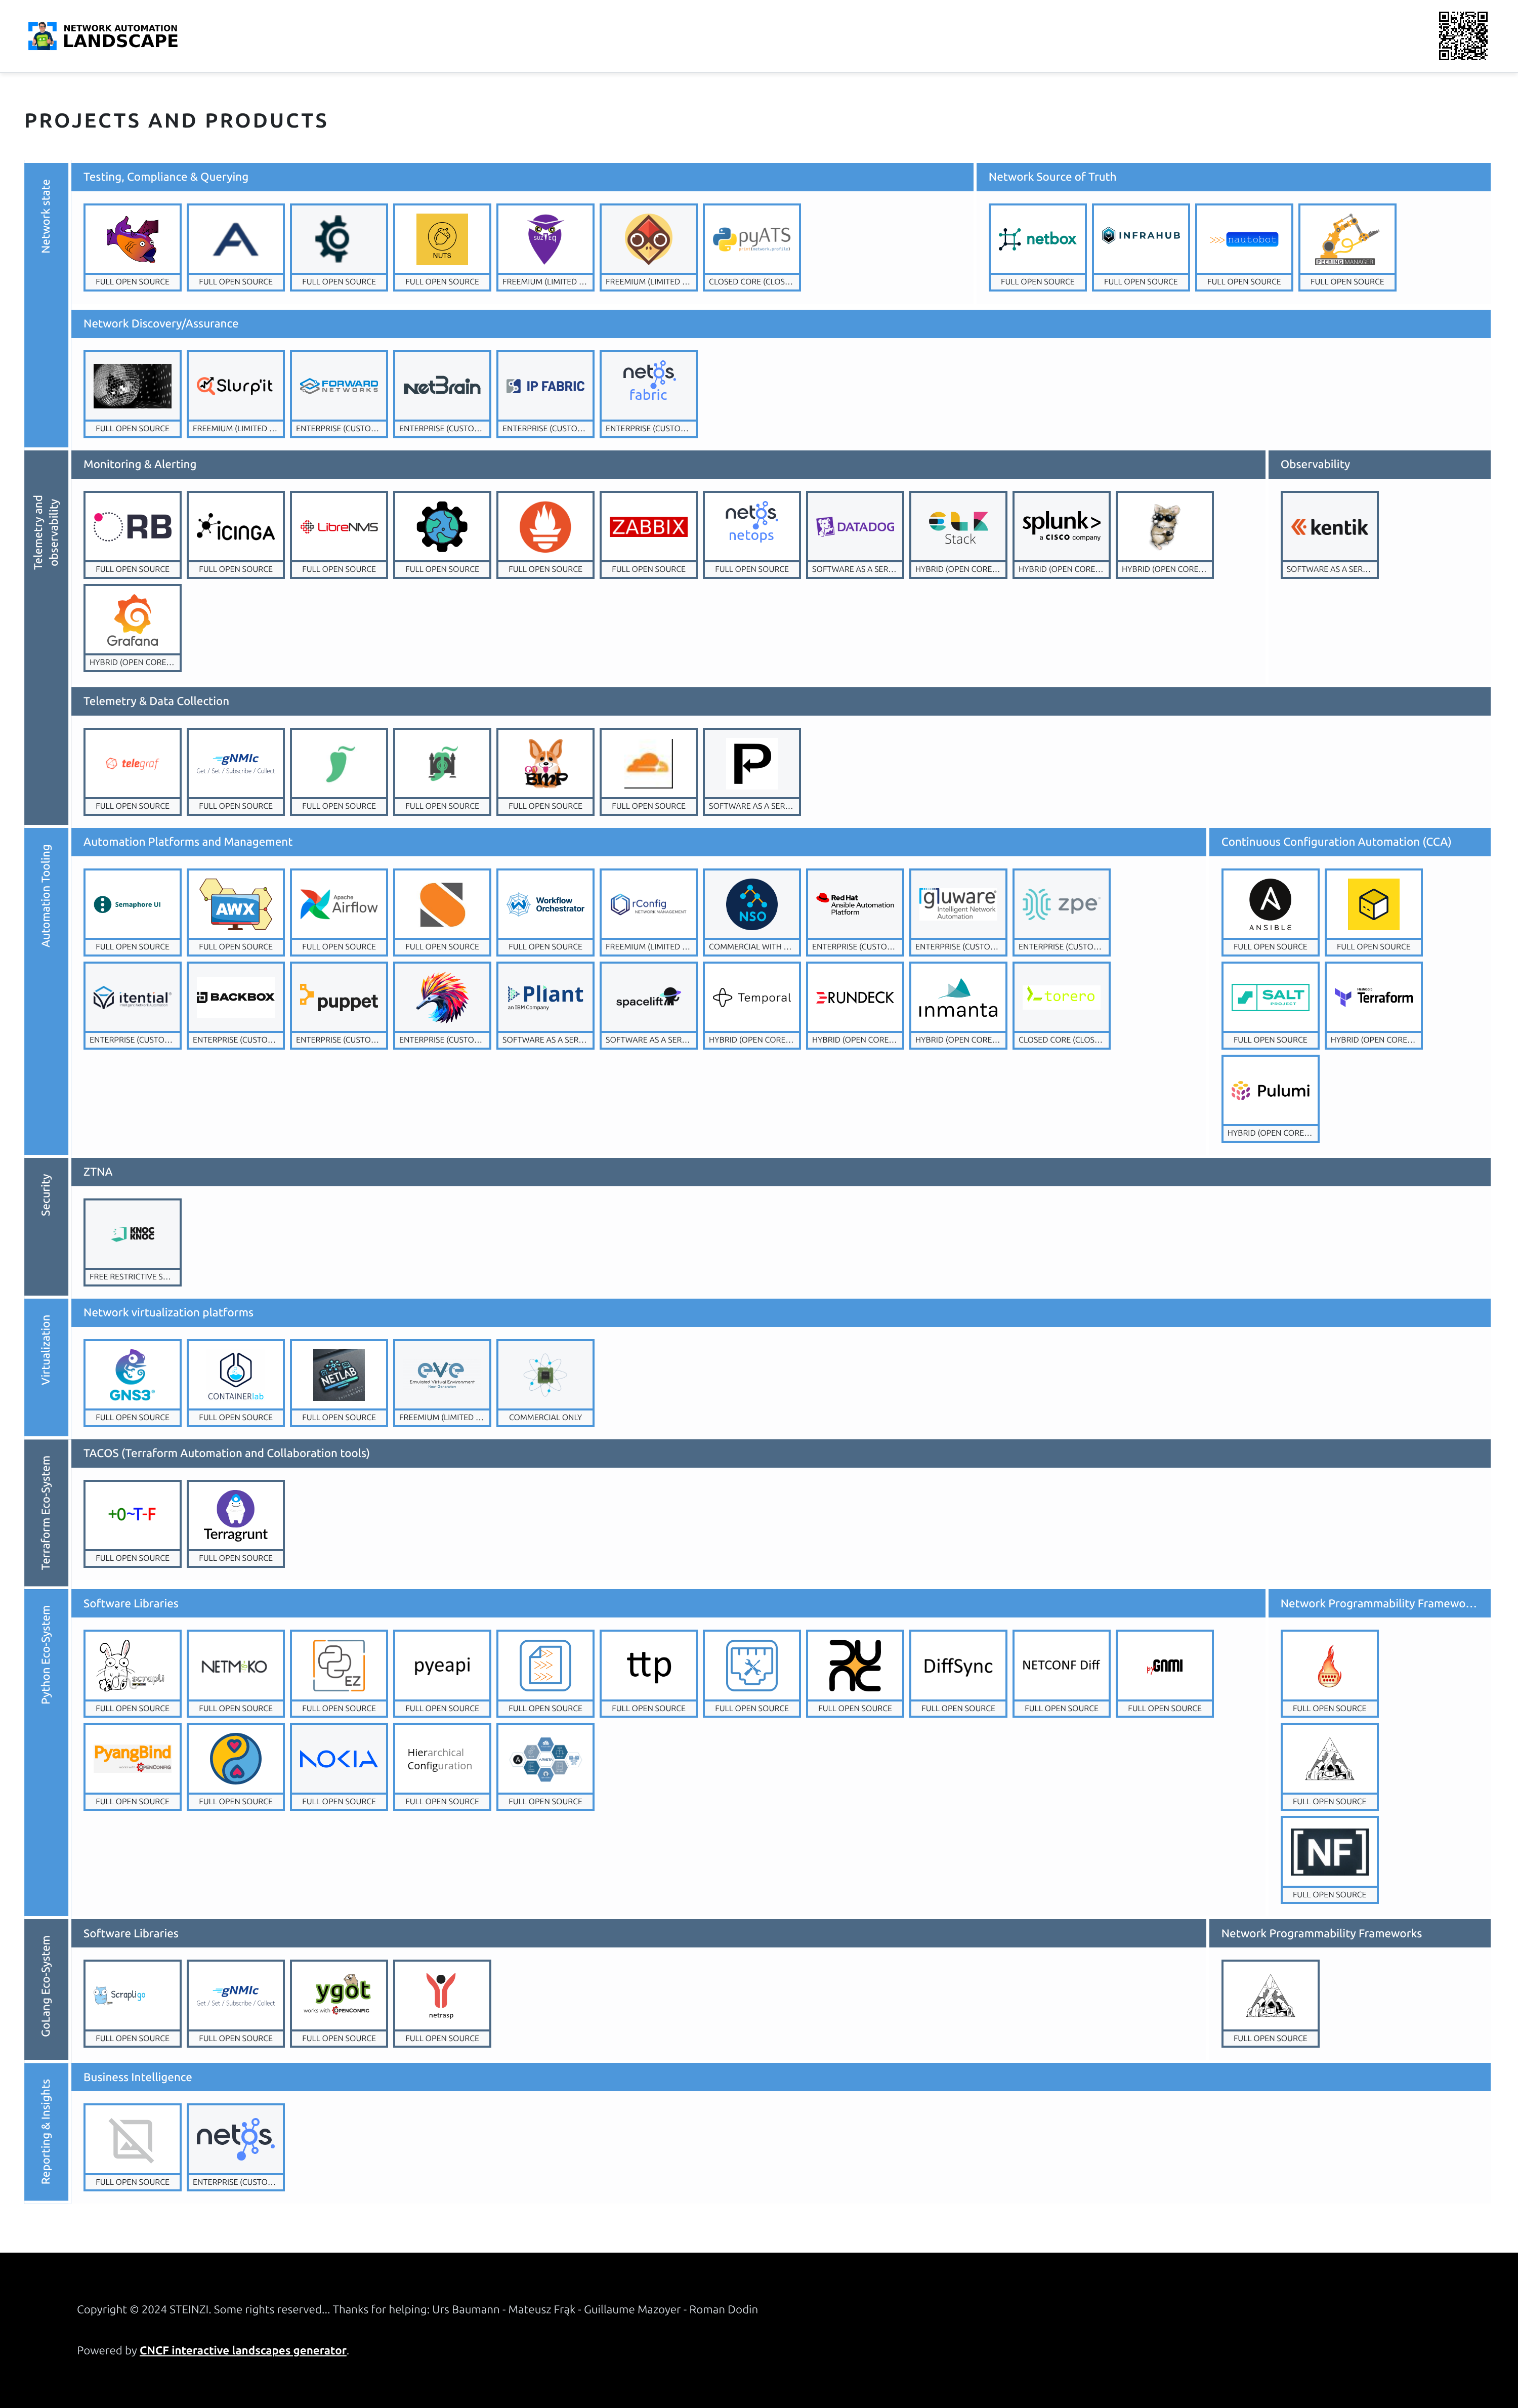 NETWORK AUTOMATION
LANDSCAPE
PROJECTS AND PRODUCTS
Network state
Testing, Compliance & Querying
NUTS
suzieq
pyATS
FULL OPEN SOURCE
FULL OPEN SOURCE
FULL OPEN SOURCE
FULL OPEN SOURCE
FREEMIUM (LIMITED ...
FREEMIUM (LIMITED ...
CLOSED CORE (CLOS...
Network Source of Truth
netbox
INFRAHUB
>>> nautobot
PEERING MANAGER
FULL OPEN SOURCE
FULL OPEN SOURCE
FULL OPEN SOURCE
FULL OPEN SOURCE
Network Discovery/Assurance
Slurp'it
FORWARD
NETWORKS
NetBrain
IP FABRIC
netos
fabric
FULL OPEN SOURCE
FREEMIUM (LIMITED ...
ENTERPRISE (CUSTO...
ENTERPRISE (CUSTO...
ENTERPRISE (CUSTO...
ENTERPRISE (CUSTO...
Telemetry and
observability
Monitoring & Alerting
RB
ICINGA
LibreNMS
ZABBIX
netos
netops
DATADOG
ELK
Stack
splunk>
a CISCO company
FULL OPEN SOURCE
FULL OPEN SOURCE
FULL OPEN SOURCE
FULL OPEN SOURCE
FULL OPEN SOURCE
FULL OPEN SOURCE
FULL OPEN SOURCE
SOFTWARE AS A SER...
HYBRID (OPEN CORE...
HYBRID (OPEN CORE...
HYBRID (OPEN CORE...
Grafana
HYBRID (OPEN CORE...
Observability
kentik
SOFTWARE AS A SER...
Telemetry & Data Collection
telegraf
gNMIc
Get / Set / Subscribe / Collect
GO
BMP
P
FULL OPEN SOURCE
FULL OPEN SOURCE
FULL OPEN SOURCE
FULL OPEN SOURCE
FULL OPEN SOURCE
FULL OPEN SOURCE
SOFTWARE AS A SER...
Automation Tooling
Automation Platforms and Management
Semaphore UI
AWX
Apache
Airflow
Workflow
Orchestrator
rConfig
NETWORK MANAGEMENT
NSO
Red Hat
Ansible Automation
Platform
gluware
Intelligent Network
Automation
zpe
FULL OPEN SOURCE
FULL OPEN SOURCE
FULL OPEN SOURCE
FULL OPEN SOURCE
FULL OPEN SOURCE
FREEMIUM (LIMITED ...
COMMERCIAL WITH ...
ENTERPRISE (CUSTO...
ENTERPRISE (CUSTO...
ENTERPRISE (CUSTO...
itential
BACKBOX
puppet
Pliant
an IBM Company
spacelift
Temporal
RUNDECK
inmanta
torero
ENTERPRISE (CUSTO...
ENTERPRISE (CUSTO...
ENTERPRISE (CUSTO...
ENTERPRISE (CUSTO...
SOFTWARE AS A SER...
SOFTWARE AS A SER...
HYBRID (OPEN CORE...
HYBRID (OPEN CORE...
HYBRID (OPEN CORE...
CLOSED CORE (CLOS...
Continuous Configuration Automation (CCA)
ANSIBLE
FULL OPEN SOURCE
FULL OPEN SOURCE
SALT
PROJECT
HashiCorp
Terraform
FULL OPEN SOURCE
HYBRID (OPEN CORE...
Pulumi
HYBRID (OPEN CORE...
Security
ZTNA
KNOC
KNOC
FREE RESTRICTIVE S...
Virtualization
Network virtualization platforms
GNS3
CONTAINERlab
NETLAB
eve
Emulated Virtual Environment
Next Generation
FULL OPEN SOURCE
FULL OPEN SOURCE
FULL OPEN SOURCE
FREEMIUM (LIMITED ...
COMMERCIAL ONLY
Terraform Eco-System
TACOS (Terraform Automation and Collaboration tools)
+0~T-F
Terragrunt
FULL OPEN SOURCE
FULL OPEN SOURCE
Python Eco-System
Software Libraries
scrapli
NETMIKO
EZ
pyeapi
ttp
DiffSync
NETCONF Diff
pyGNMI
FULL OPEN SOURCE
FULL OPEN SOURCE
FULL OPEN SOURCE
FULL OPEN SOURCE
FULL OPEN SOURCE
FULL OPEN SOURCE
FULL OPEN SOURCE
FULL OPEN SOURCE
FULL OPEN SOURCE
FULL OPEN SOURCE
FULL OPEN SOURCE
PyangBind
works with OPENCONFIG
NOKIA
Hierarchical
Configuration
ARISTA
FULL OPEN SOURCE
FULL OPEN SOURCE
FULL OPEN SOURCE
FULL OPEN SOURCE
FULL OPEN SOURCE
Network Programmability Framewo...
FULL OPEN SOURCE
FULL OPEN SOURCE
[NF]
FULL OPEN SOURCE
GoLang Eco-System
Software Libraries
Scrapligo
gNMIc
Get / Set / Subscribe / Collect
ygot
works with OPENCONFIG
netrasp
FULL OPEN SOURCE
FULL OPEN SOURCE
FULL OPEN SOURCE
FULL OPEN SOURCE
Network Programmability Frameworks
FULL OPEN SOURCE
Reporting & Insights
Business Intelligence
netos
FULL OPEN SOURCE
ENTERPRISE (CUSTO...
Copyright © 2024 STEINZI. Some rights reserved... Thanks for helping: Urs Baumann - Mateusz Frąk - Guillaume Mazoyer - Roman Dodin
Powered by CNCF interactive landscapes generator.